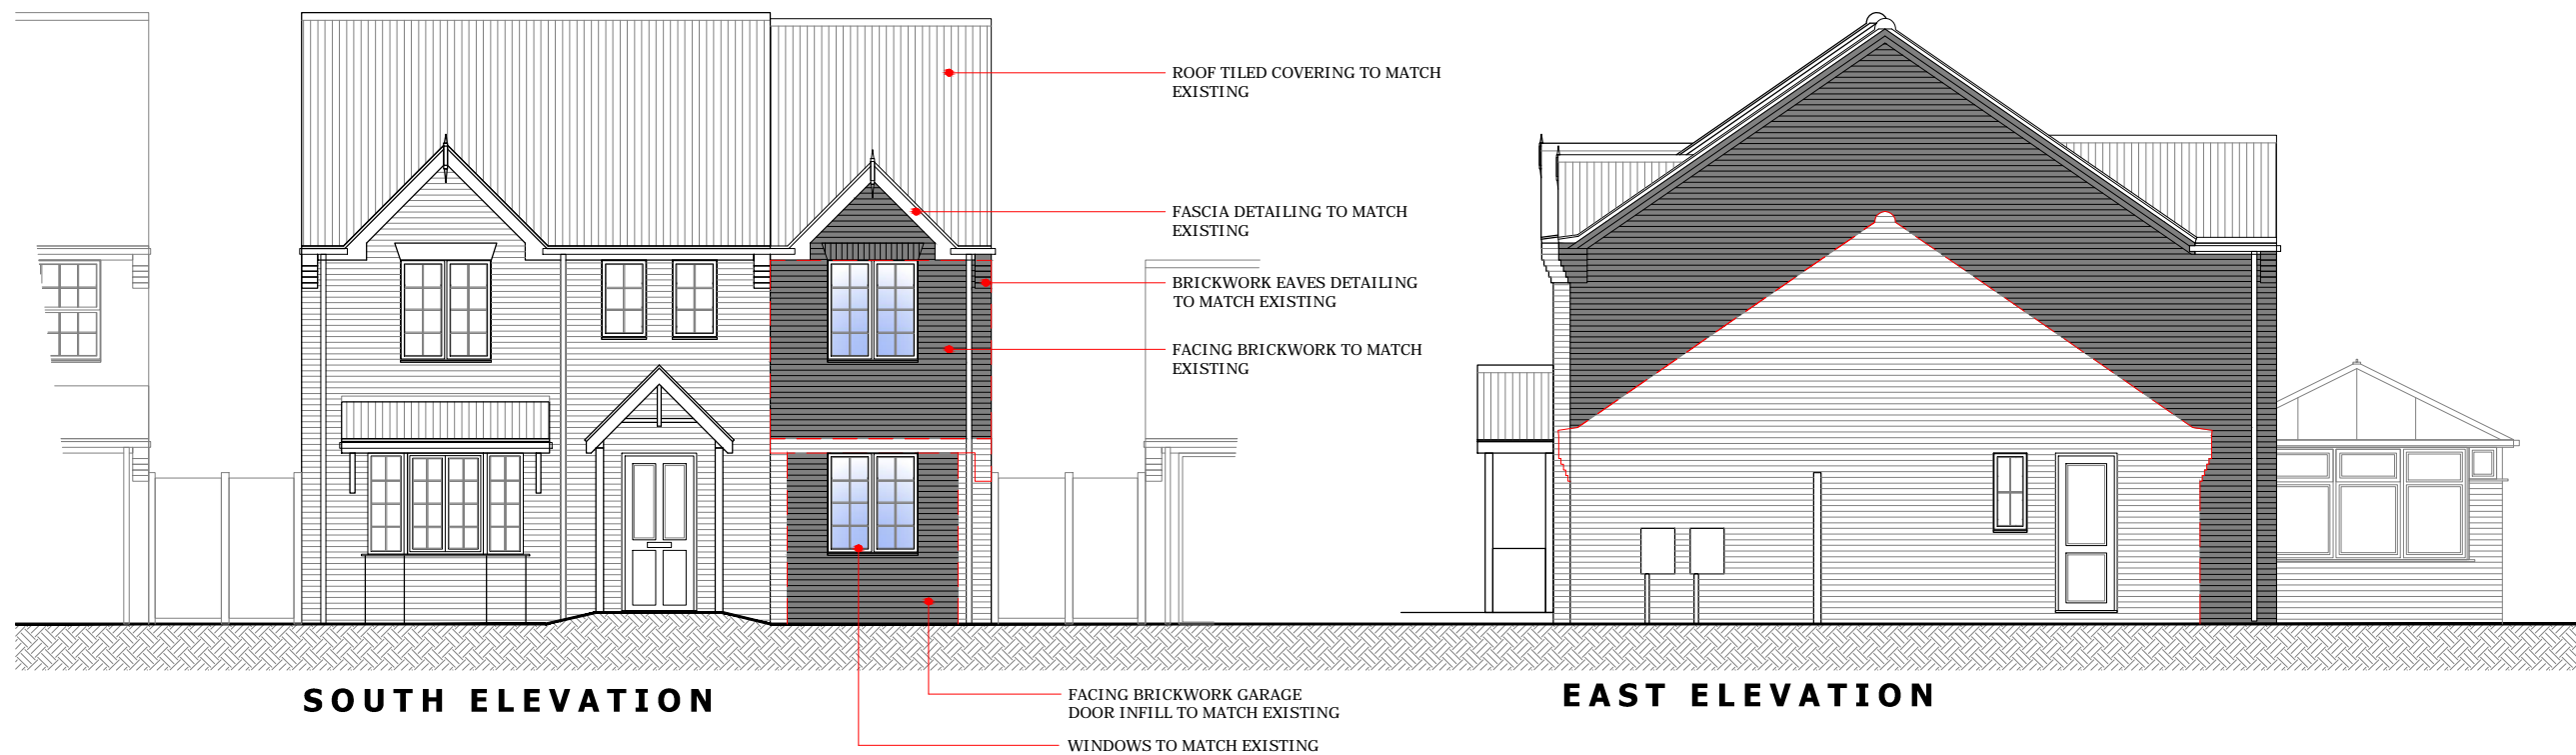 ROOF TILED COVERING TO MATCH
EXISTING
FASCIA DETAILING TO MATCH
EXISTING
BRICKWORK EAVES DETAILING
TO MATCH EXISTING
FACING BRICKWORK TO MATCH
EXISTING
SOUTH ELEVATION
EAST ELEVATION
FACING BRICKWORK GARAGE
DOOR INFILL TO MATCH EXISTING
WINDOWS TO MATCH EXISTING